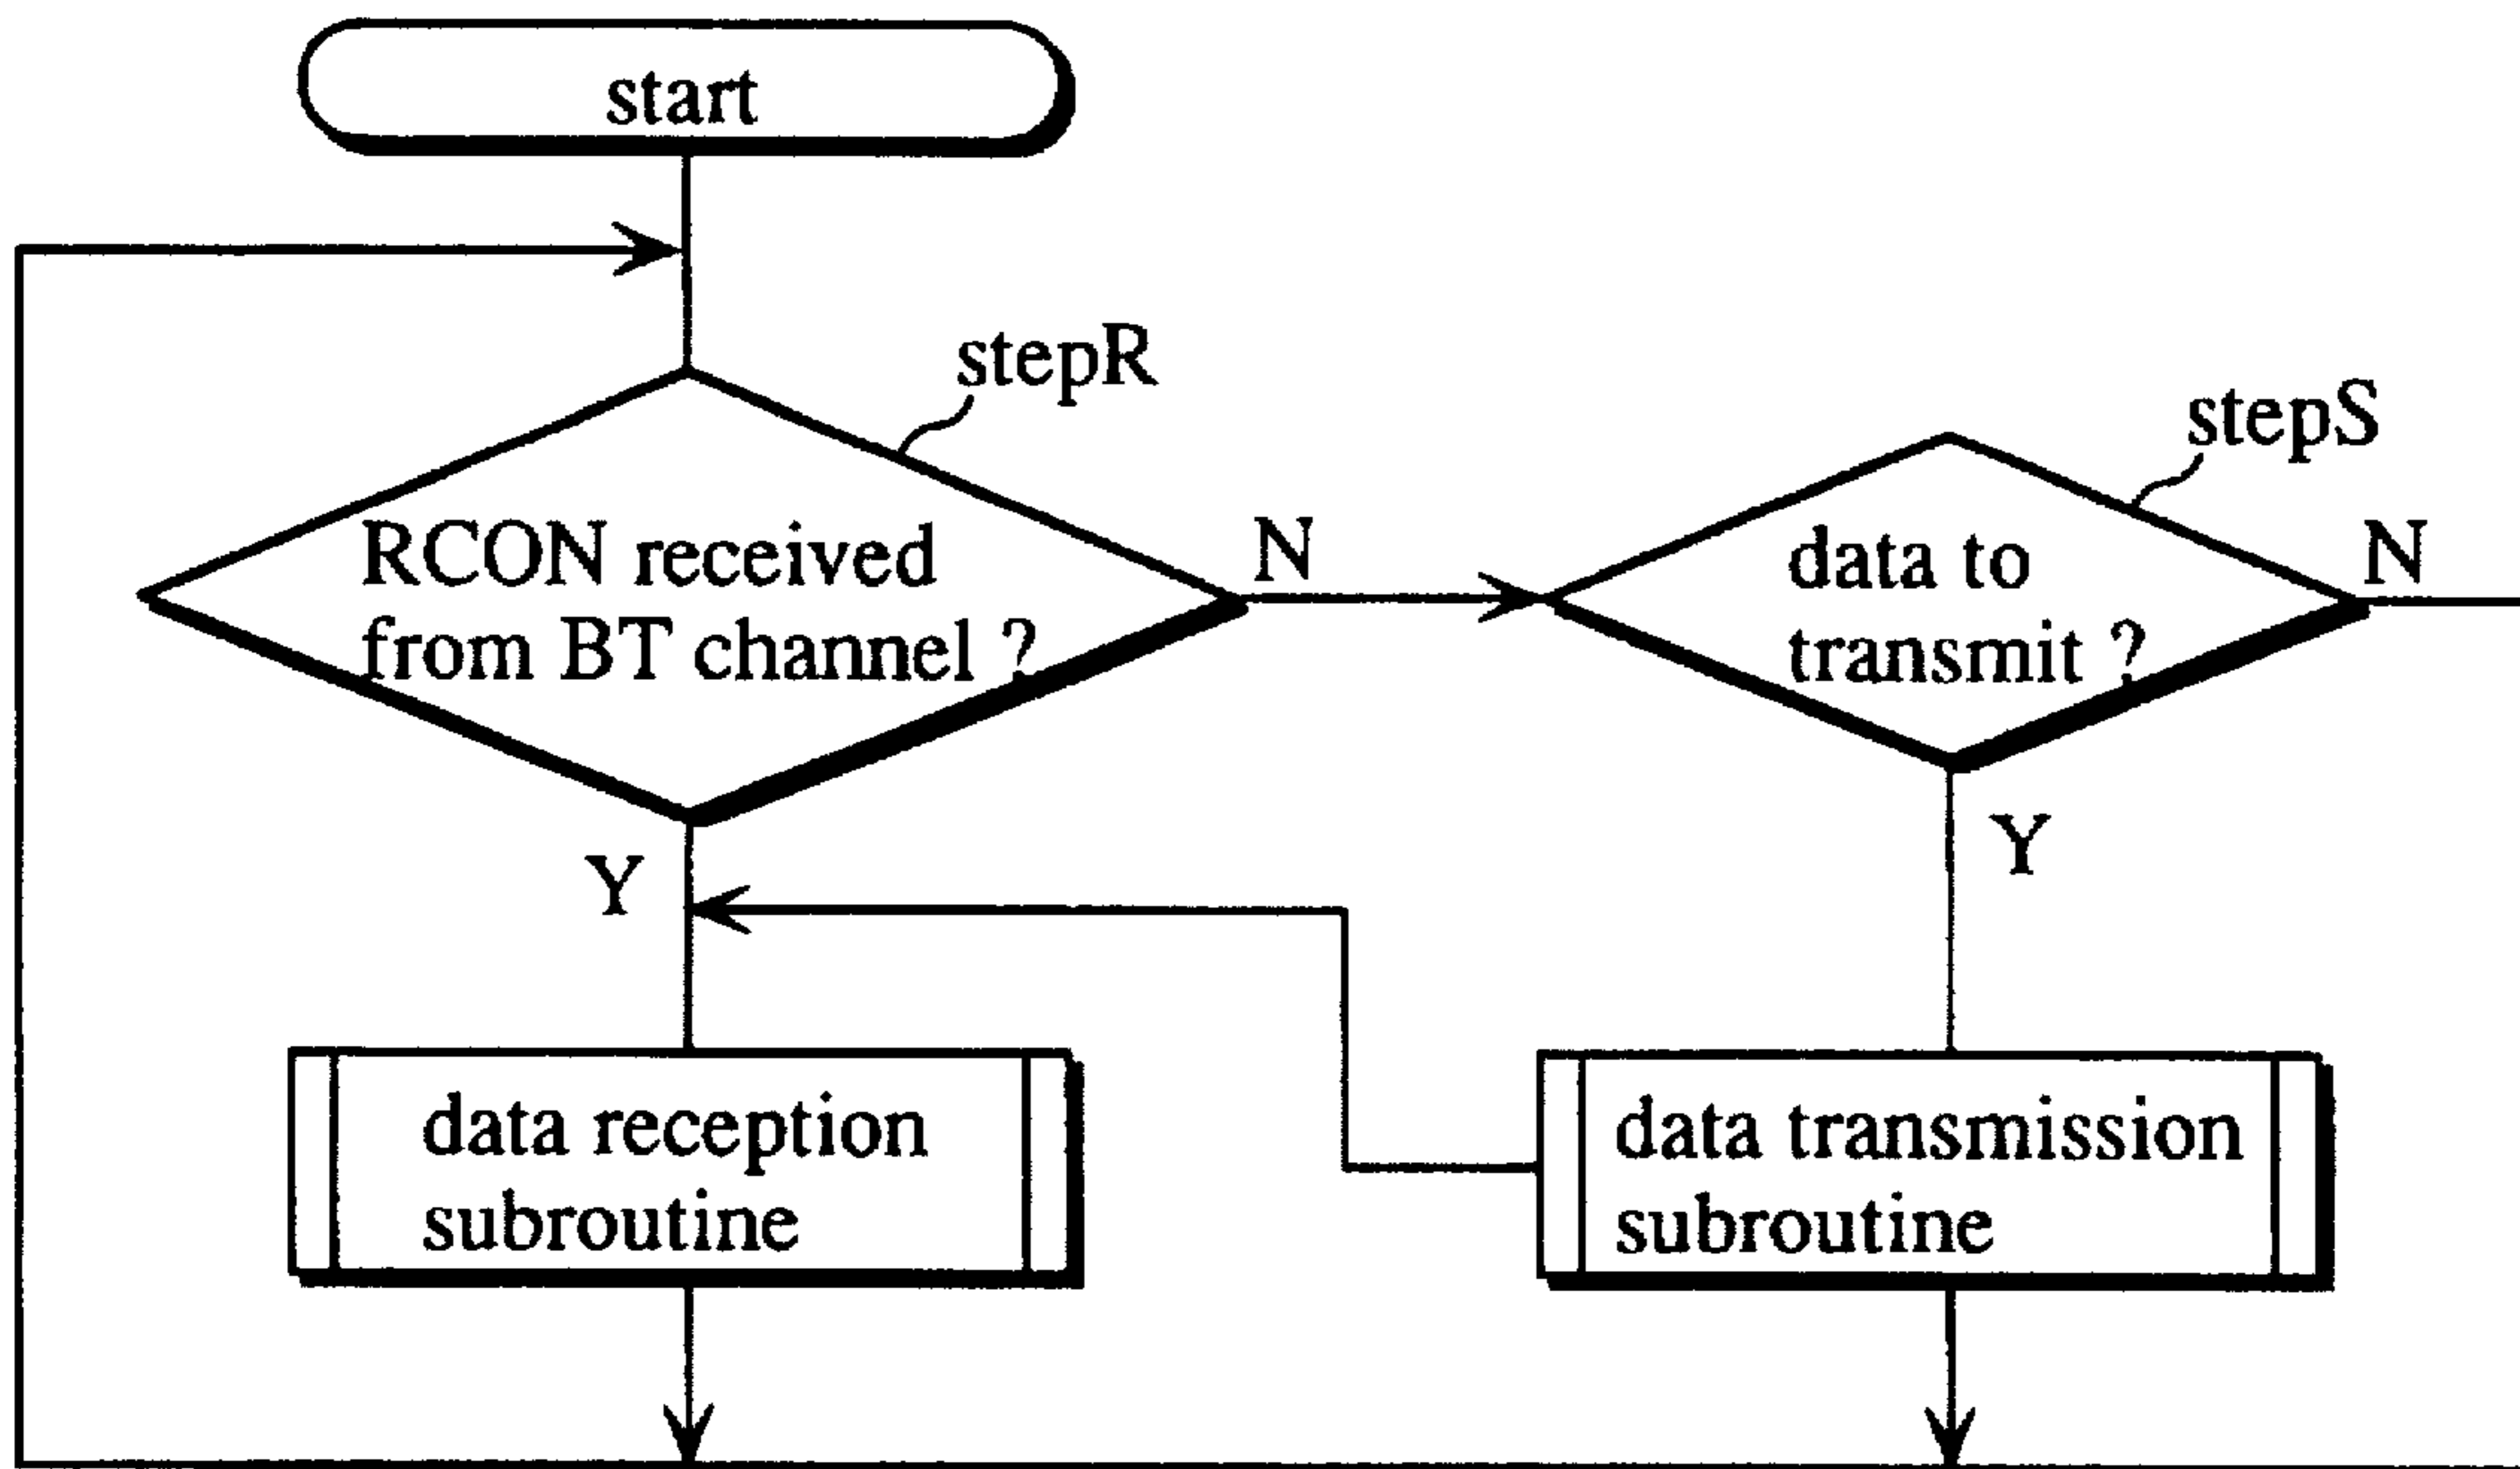 start
stepR
stepS
RCON received
from BT channel ?
N
data to
transmit ?
N
Y
Y
data reception
subroutine
data transmission
subroutine